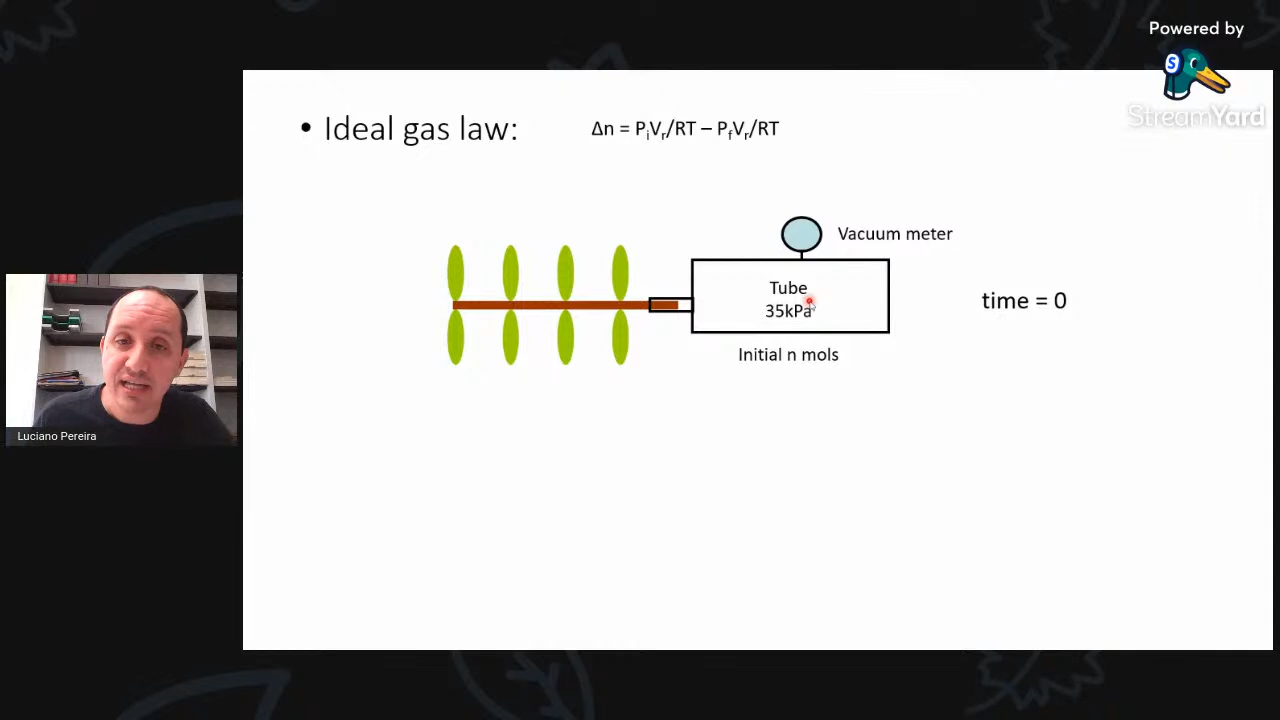 Powered by
S
StreamYard
• Ideal gas law:
Δn = PᵢVᵣ/RT – P_fVᵣ/RT
Vacuum meter
Tube
35kPa
time = 0
Initial n mols
Luciano Pereira